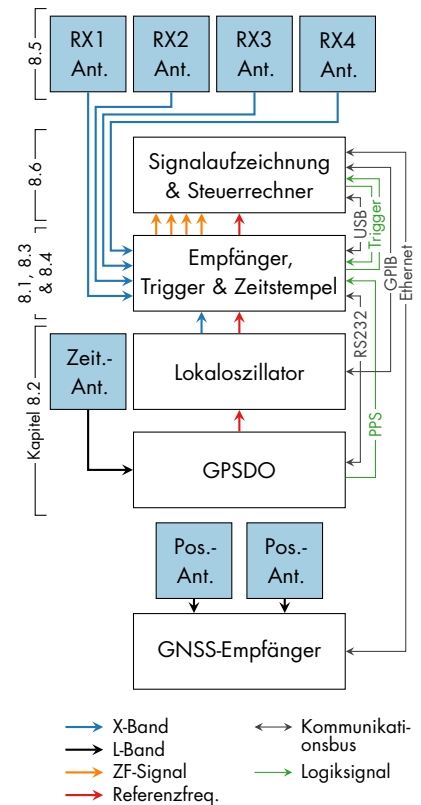 8.5
RX1
Ant.
RX2
Ant.
RX3
Ant.
RX4
Ant.
8.6
Signalaufzeichnung
& Steuerrechner
USB
Trigger
GPIB
Ethernet
8.1, 8.3
& 8.4
Empfänger,
Trigger & Zeitstempel
RS232
Kapitel 8.2
Zeit.-
Ant.
Lokaloszillator
PPS
GPSDO
Pos.-
Ant.
Pos.-
Ant.
GNSS-Empfänger
X-Band
L-Band
ZF-Signal
Referenzfreq.
Kommunikati-
onsbus
Logiksignal